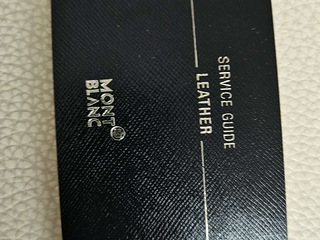 SERVICE GUIDE
LEATHER
MONT
BLANC